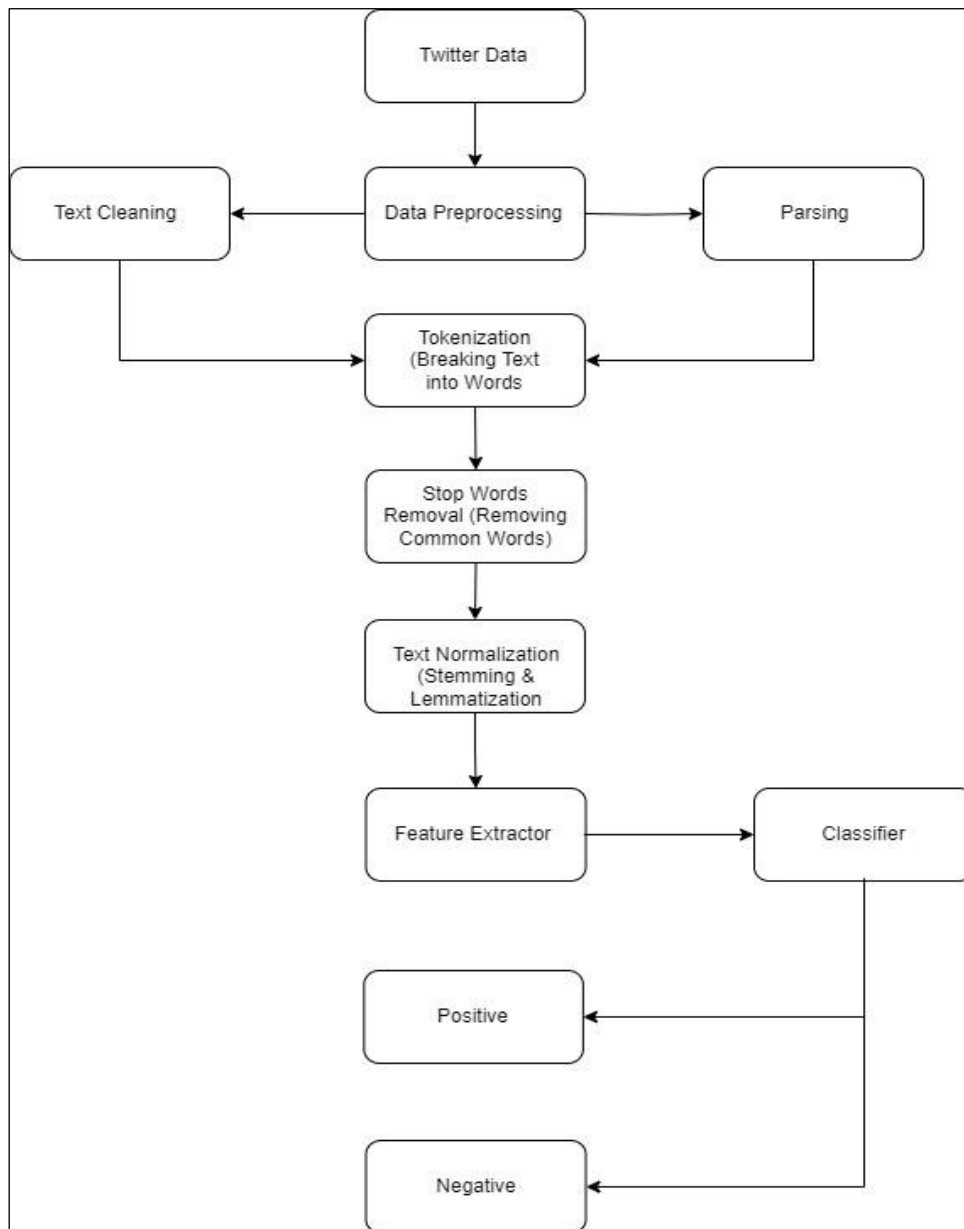 Twitter Data
Text Cleaning
Data Preprocessing
Parsing
Tokenization
(Breaking Text
into Words
Stop Words
Removal (Removing
Common Words)
Text Normalization
(Stemming &
Lemmatization
Feature Extractor
Classifier
Positive
Negative